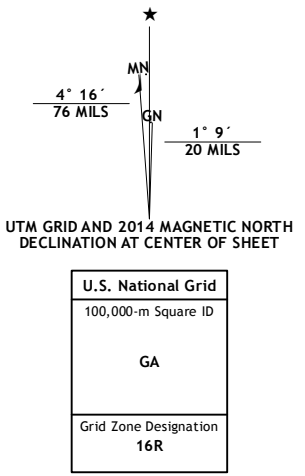 MN
GN
4° 16´
76 MILS
1° 9´
20 MILS
UTM GRID AND 2014 MAGNETIC NORTH
DECLINATION AT CENTER OF SHEET
U.S. National Grid
100,000-m Square ID
GA
Grid Zone Designation
16R